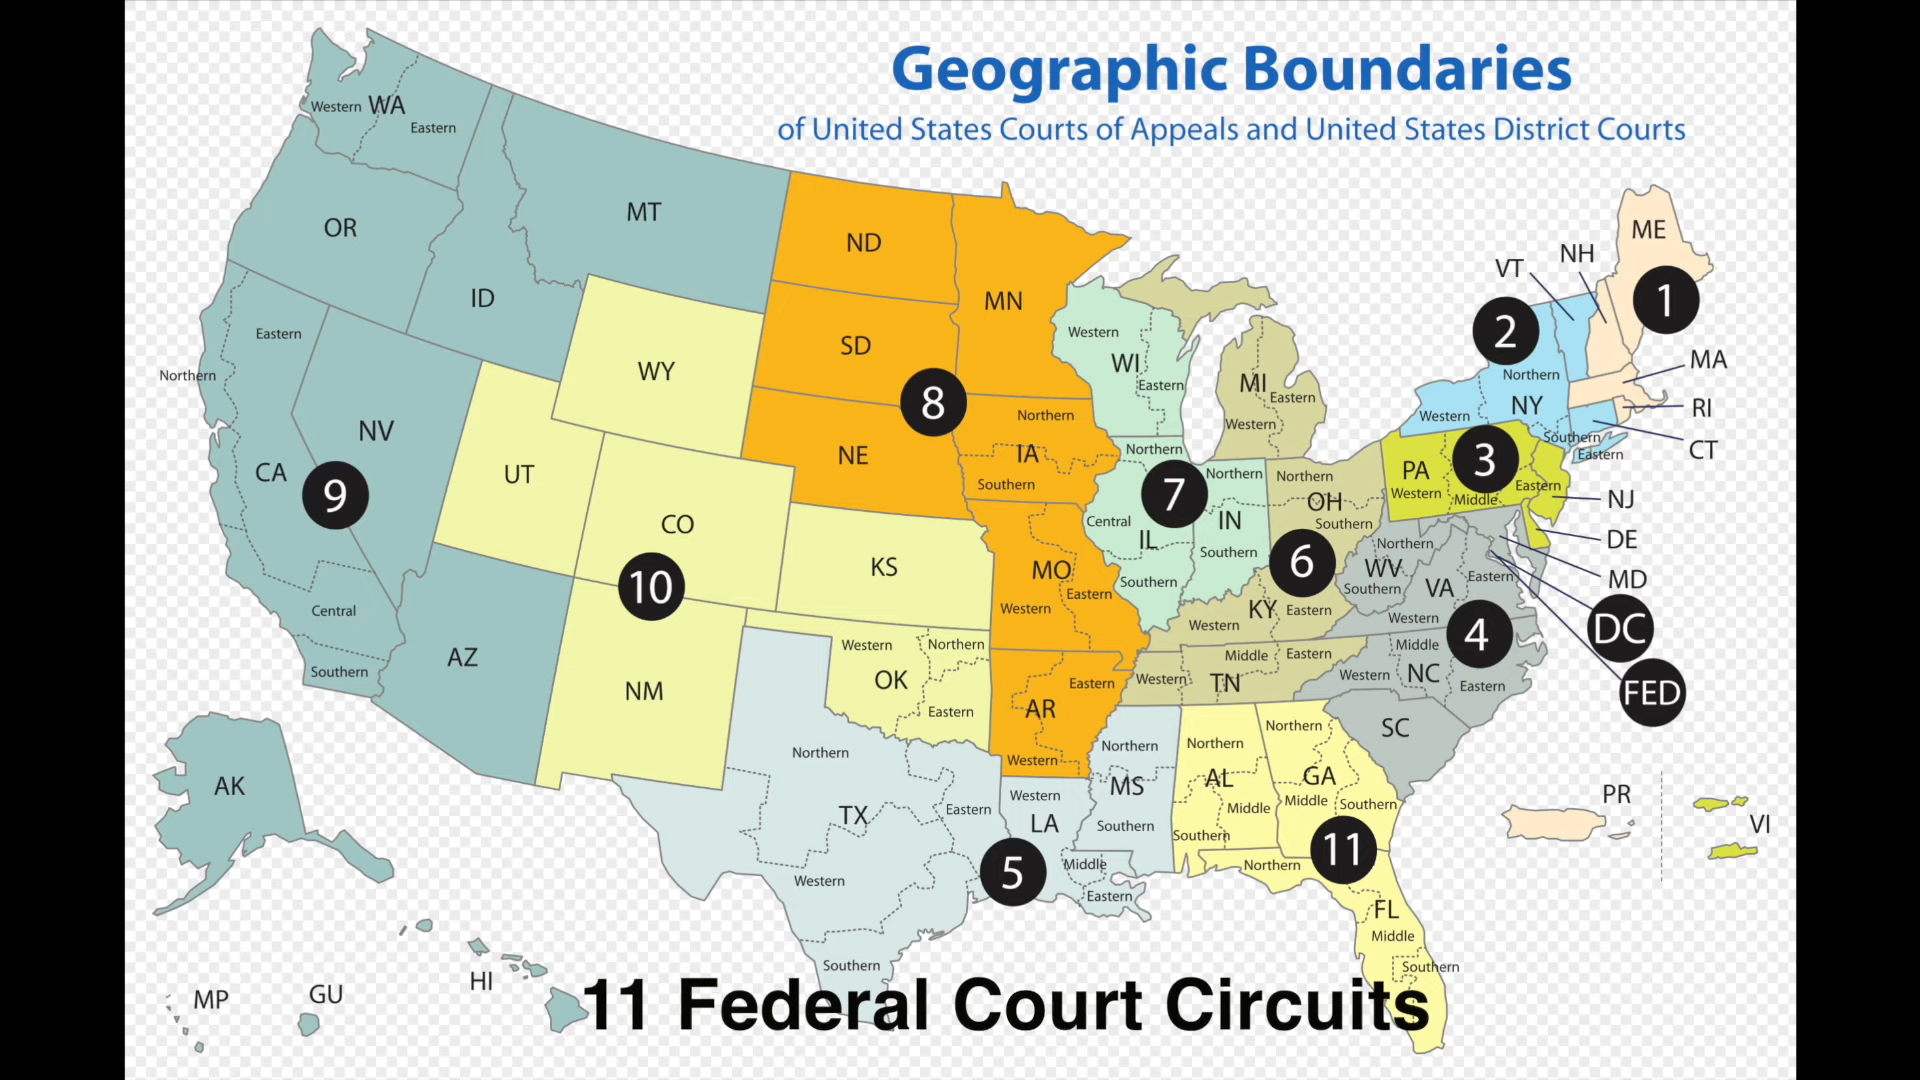 Geographic Boundaries
of United States Courts of Appeals and United States District Courts
Western WA
Eastern
OR
MT
ID
ND
MN
SD
WY
NE
8
Eastern
Northern
NV
CA
9
Central
Southern
UT
CO
10
KS
AZ
NM
Western
Northern
OK
Eastern
Northern
IA
Southern
MO
Western
Eastern
AR
Eastern
Western
Western
WI
Eastern
Northern
7
Central
IL
Southern
Northern
IN
Southern
MI
Eastern
Western
Northern
OH
Southern
6
KY
Eastern
Western
Middle
Eastern
Western
TN
ME
1
NH
VT
2
Northern
Western
NY
Southern
Eastern
MA
RI
CT
PA
3
Western
Middle
Eastern
NJ
DE
MD
DC
FED
Northern
WV
Southern
VA
Eastern
Western
4
Middle
Western
NC
Eastern
SC
Northern
TX
Eastern
Western
Southern
Western
LA
5
Middle
Eastern
Northern
MS
Southern
Northern
AL
Middle
Southern
Northern
GA
Middle
Southern
11
Northern
FL
Middle
Southern
PR
VI
AK
HI
GU
MP
11 Federal Court Circuits